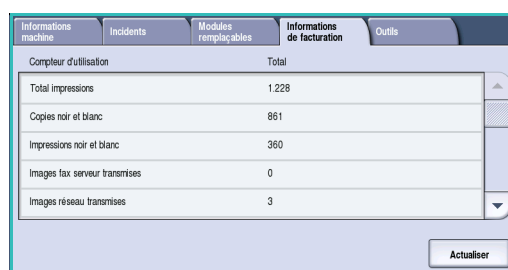 Informations machine
Incidents
Modules remplaçables
Informations de facturation
Outils
Compteur d'utilisation Total
Total impressions 1.228
Copies noir et blanc 861
Impressions noir et blanc 360
Images fax serveur transmises 0
Images réseau transmises 3
Actualiser